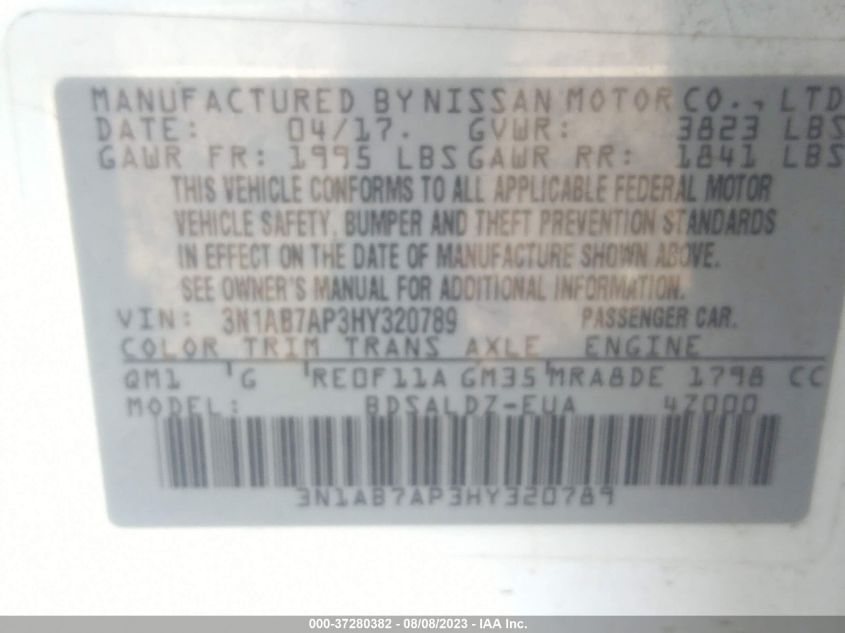 MANUFACTURED BY NISSAN MOTOR CO., LTD
DATE: 04/17. GVWR: 3823 LBS
GAWR FR: 1995 LBS GAWR RR: 1841 LBS
THIS VEHICLE CONFORMS TO ALL APPLICABLE FEDERAL MOTOR
VEHICLE SAFETY, BUMPER AND THEFT PREVENTION STANDARDS
IN EFFECT ON THE DATE OF MANUFACTURE SHOWN ABOVE.
SEE OWNER'S MANUAL FOR ADDITIONAL INFORMATION.
VIN: 3N1AB7AP3HY320789 PASSENGER CAR.
COLOR TRIM TRANS AXLE ENGINE
QM1 G RE0F11A GM35 MRA8DE 1798 CC
MODEL: BDSALDZ-EUA 4Z000
3N1AB7AP3HY320789
000-37280382 - 08/08/2023 - IAA Inc.